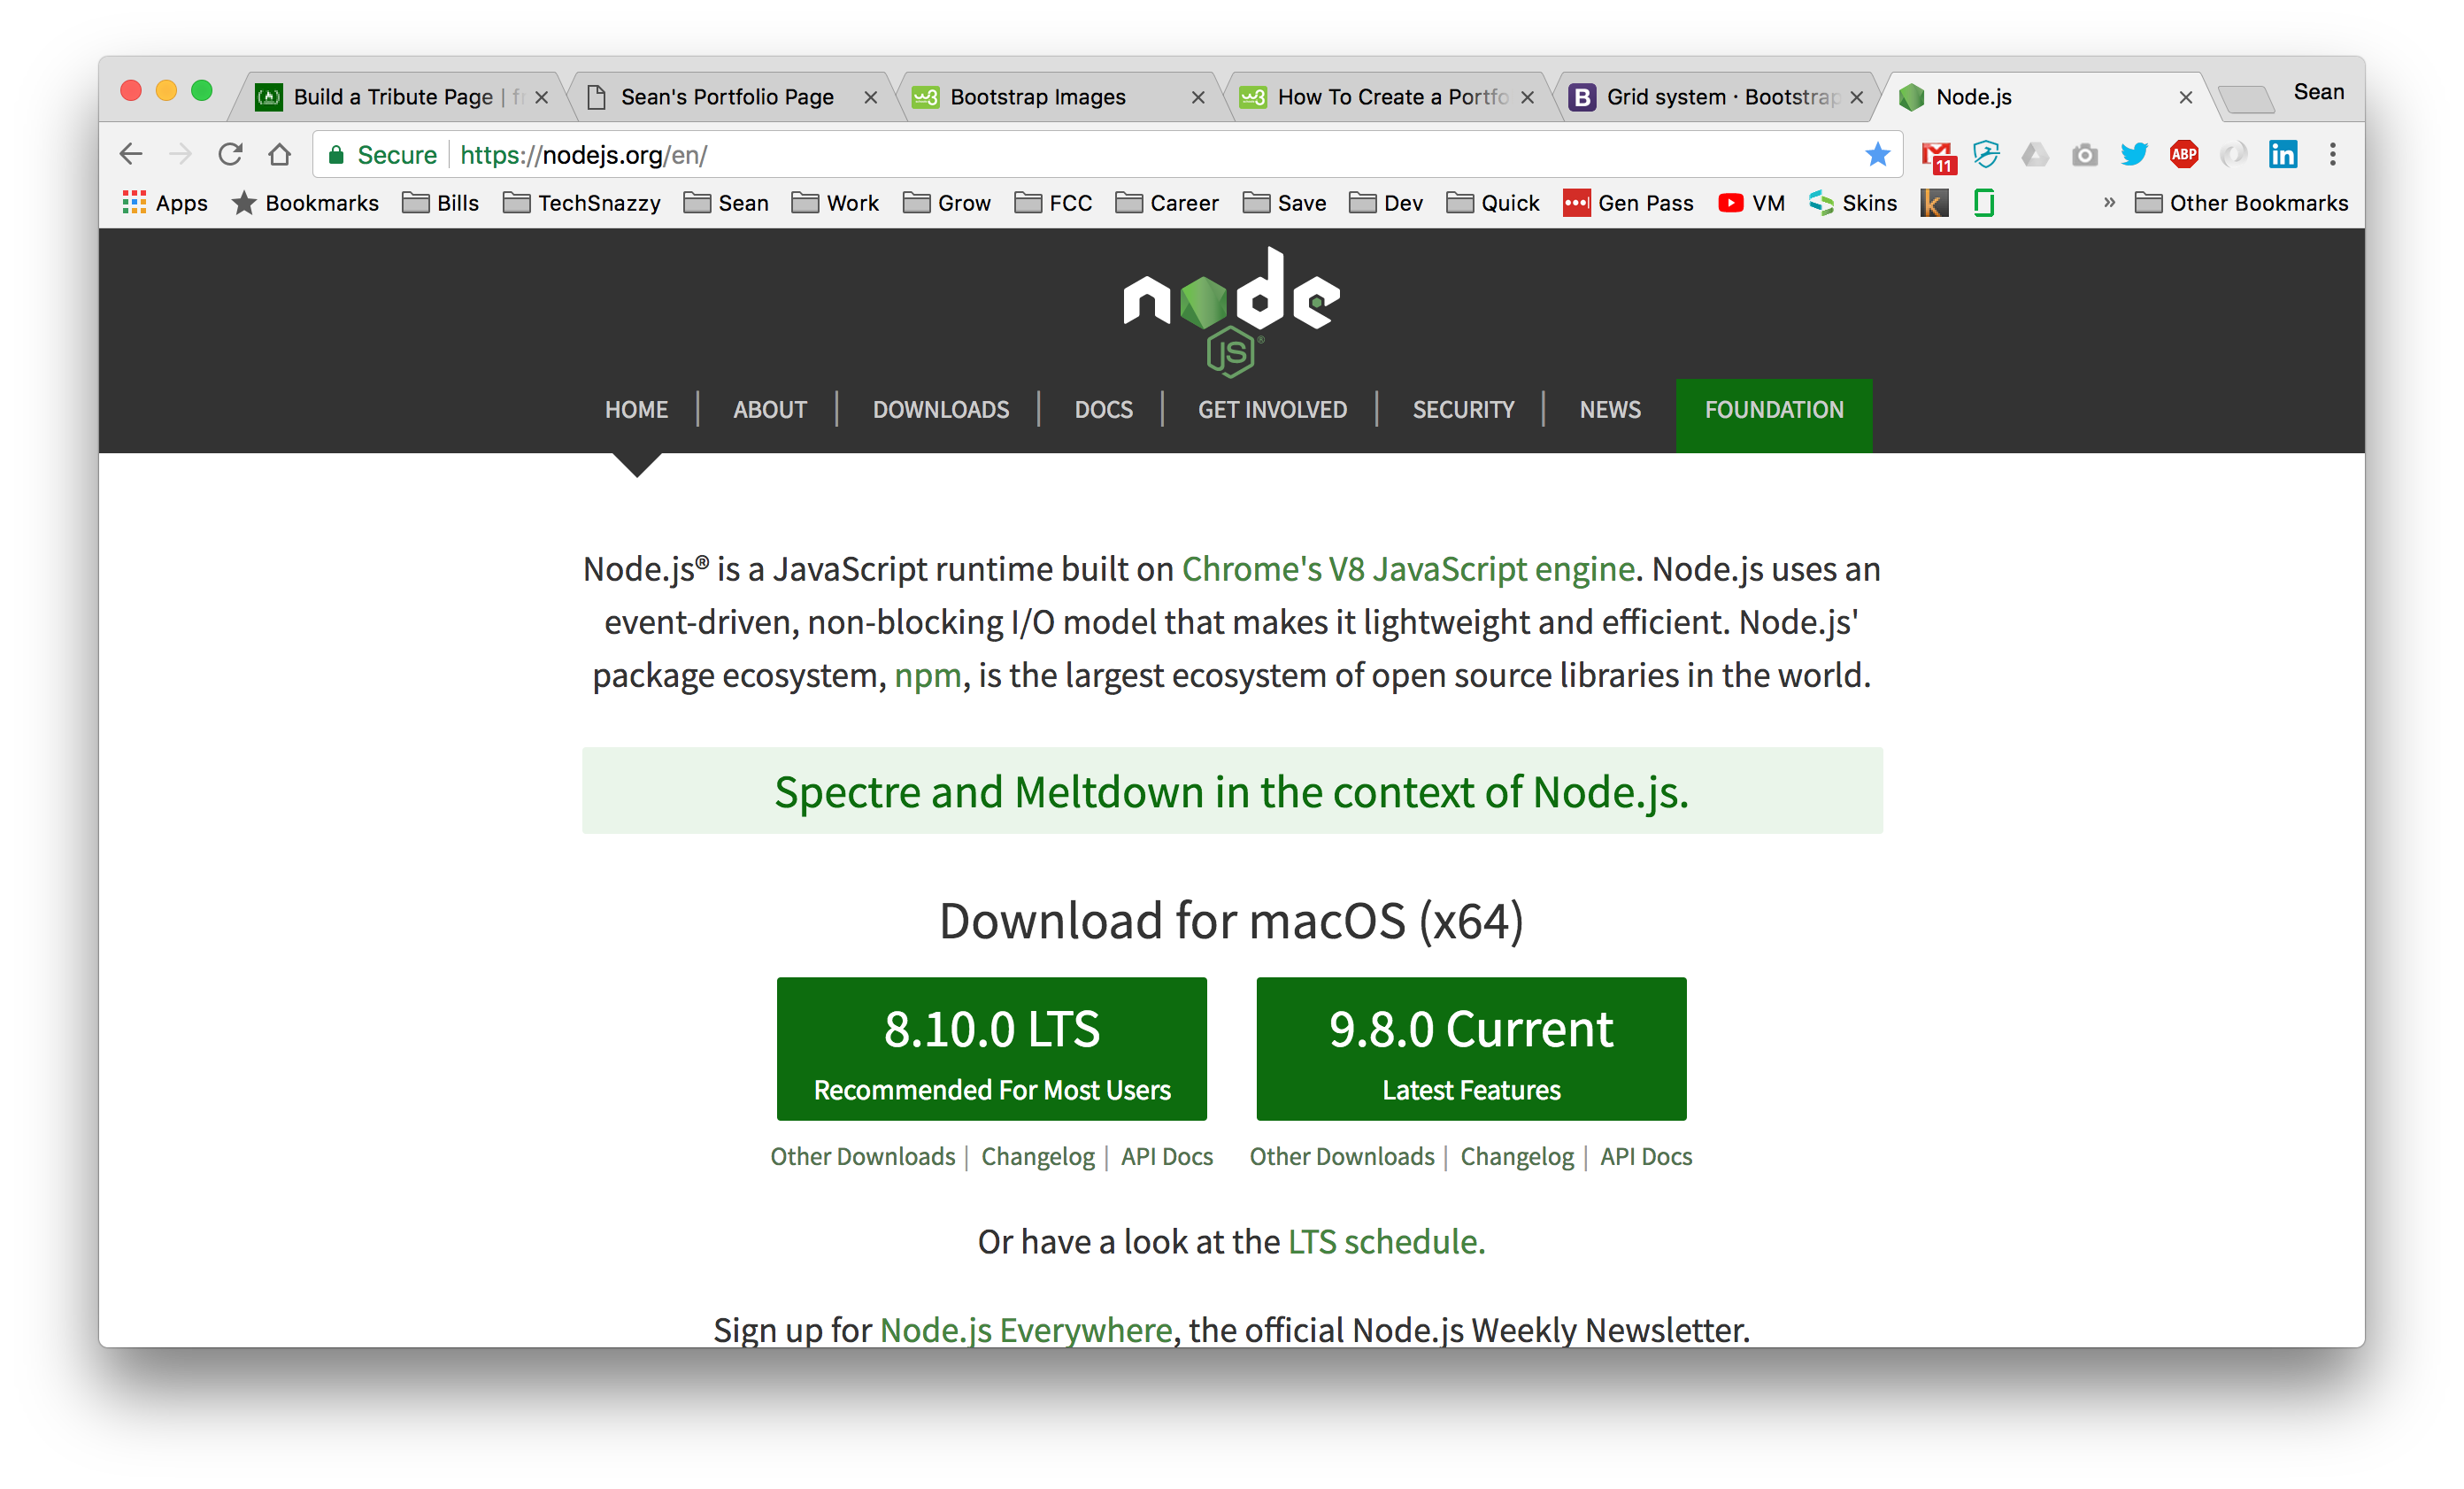 Build a Tribute Page | fr
Sean's Portfolio Page
Bootstrap Images
How To Create a Portfo
Grid system · Bootstrap
Node.js
Sean
Secure https://nodejs.org/en/
11
ABP
in
Apps Bookmarks Bills TechSnazzy Sean Work Grow FCC Career Save Dev Quick Gen Pass VM Skins k » Other Bookmarks
node
JS®
HOME | ABOUT | DOWNLOADS | DOCS | GET INVOLVED | SECURITY | NEWS FOUNDATION
Node.js® is a JavaScript runtime built on Chrome's V8 JavaScript engine. Node.js uses an
event-driven, non-blocking I/O model that makes it lightweight and efficient. Node.js'
package ecosystem, npm, is the largest ecosystem of open source libraries in the world.
Spectre and Meltdown in the context of Node.js.
Download for macOS (x64)
8.10.0 LTS
Recommended For Most Users
9.8.0 Current
Latest Features
Other Downloads | Changelog | API Docs
Other Downloads | Changelog | API Docs
Or have a look at the LTS schedule.
Sign up for Node.js Everywhere, the official Node.js Weekly Newsletter.